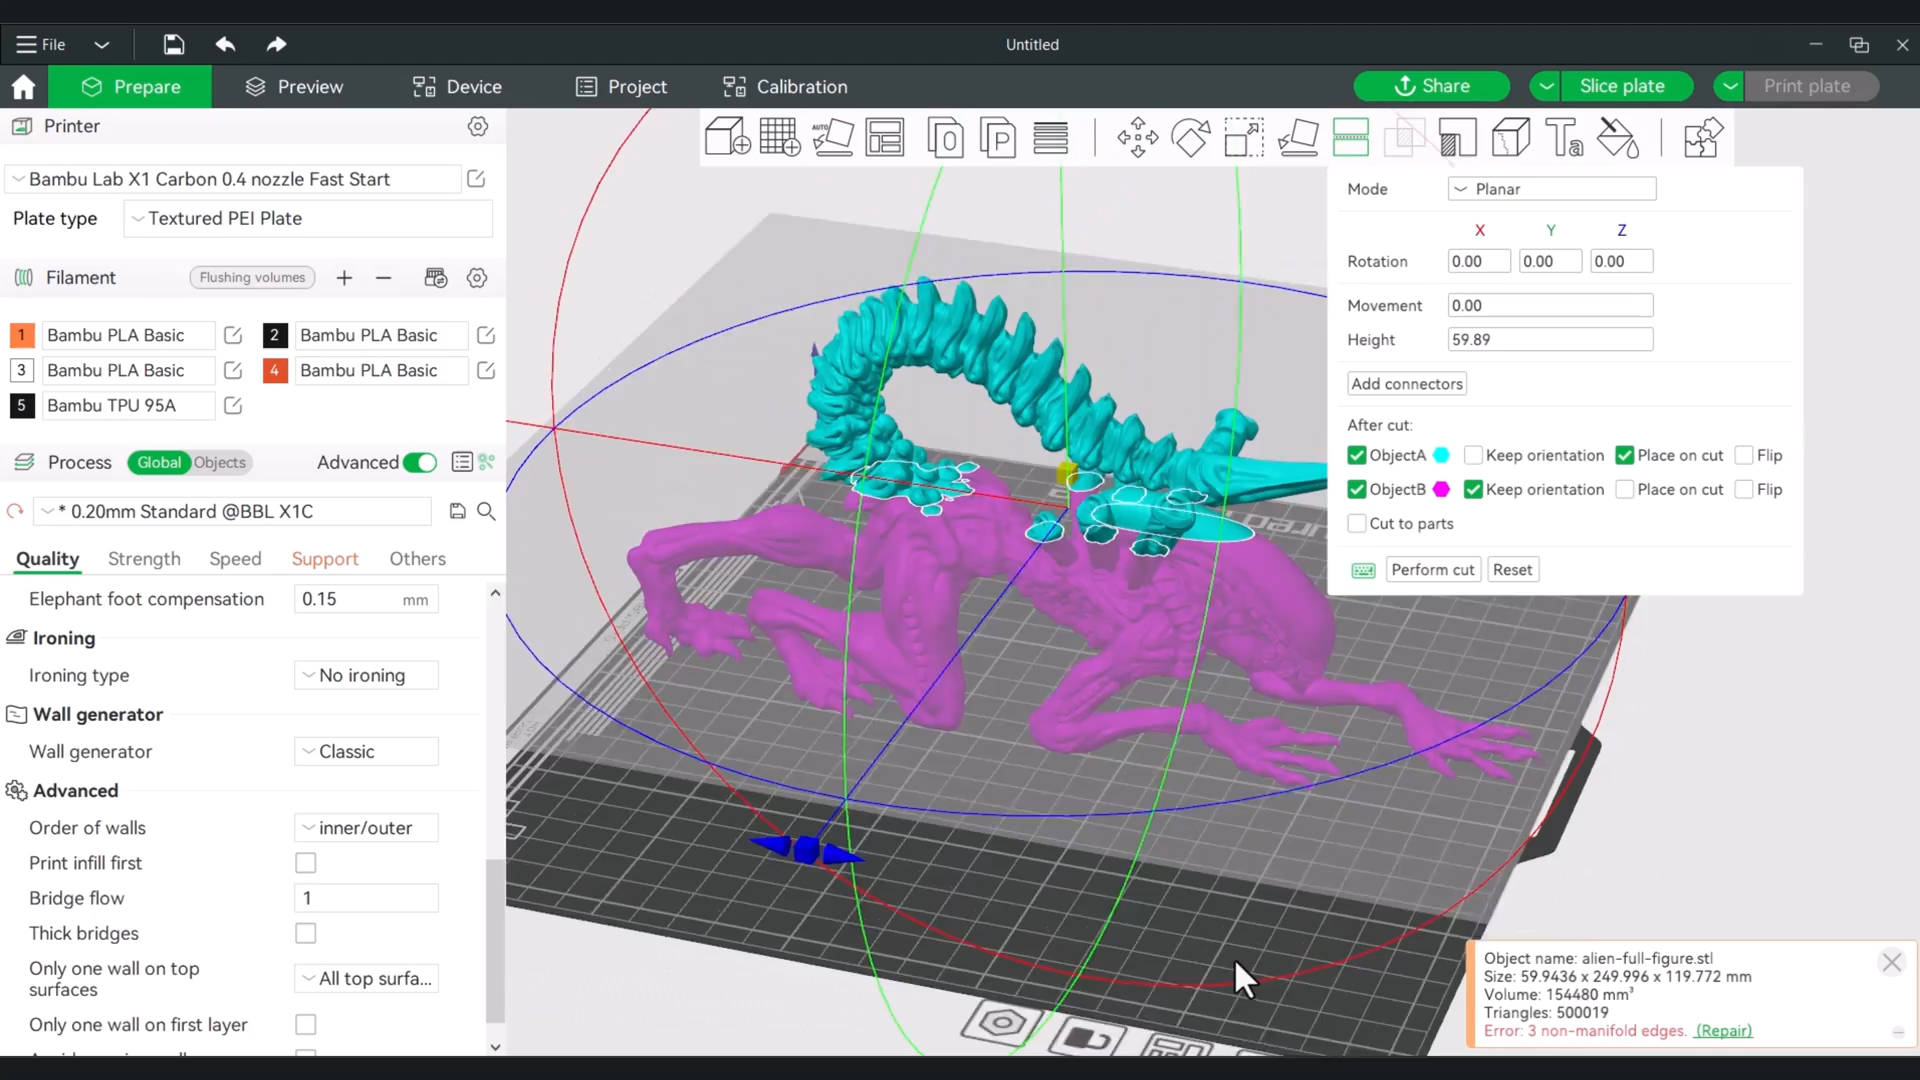 File
Untitled
Prepare
Preview
Device
Project
Calibration
Share
Slice plate
Print plate
Printer
AUTO
O
P
Ta
Bambu Lab X1 Carbon 0.4 nozzle Fast Start
Plate type
Textured PEI Plate
Filament
Flushing volumes
1 Bambu PLA Basic
2 Bambu PLA Basic
3 Bambu PLA Basic
4 Bambu PLA Basic
5 Bambu TPU 95A
Process
Global
Objects
Advanced
* 0.20mm Standard @BBL X1C
Quality
Strength
Speed
Support
Others
Elephant foot compensation 0.15 mm
Ironing
Ironing type No ironing
Wall generator
Wall generator Classic
Advanced
Order of walls inner/outer
Print infill first
Bridge flow 1
Thick bridges
Only one wall on top
surfaces
All top surfa...
Only one wall on first layer
Mode Planar
X Y Z
Rotation 0.00 0.00 0.00
Movement 0.00
Height 59.89
Add connectors
After cut:
ObjectA Keep orientation Place on cut Flip
ObjectB Keep orientation Place on cut Flip
Cut to parts
Perform cut Reset
Object name: alien-full-figure.stl
Size: 59.9436 x 249.996 x 119.772 mm
Volume: 154480 mm³
Triangles: 500019
Error: 3 non-manifold edges. (Repair)